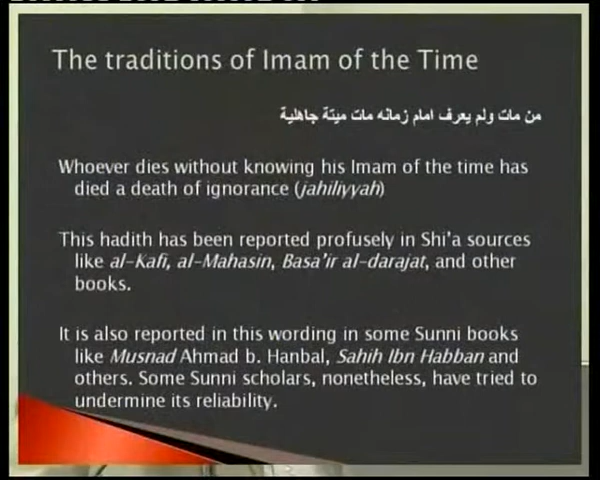 The traditions of Imam of the Time
من مات ولم يعرف امام زمانه مات ميتة جاهلية
Whoever dies without knowing his Imam of the time has
died a death of ignorance (jahiliyyah)
This hadith has been reported profusely in Shi'a sources
like al-Kafi, al-Mahasin, Basa'ir al-darajat, and other
books.
It is also reported in this wording in some Sunni books
like Musnad Ahmad b. Hanbal, Sahih Ibn Habban and
others. Some Sunni scholars, nonetheless, have tried to
undermine its reliability.